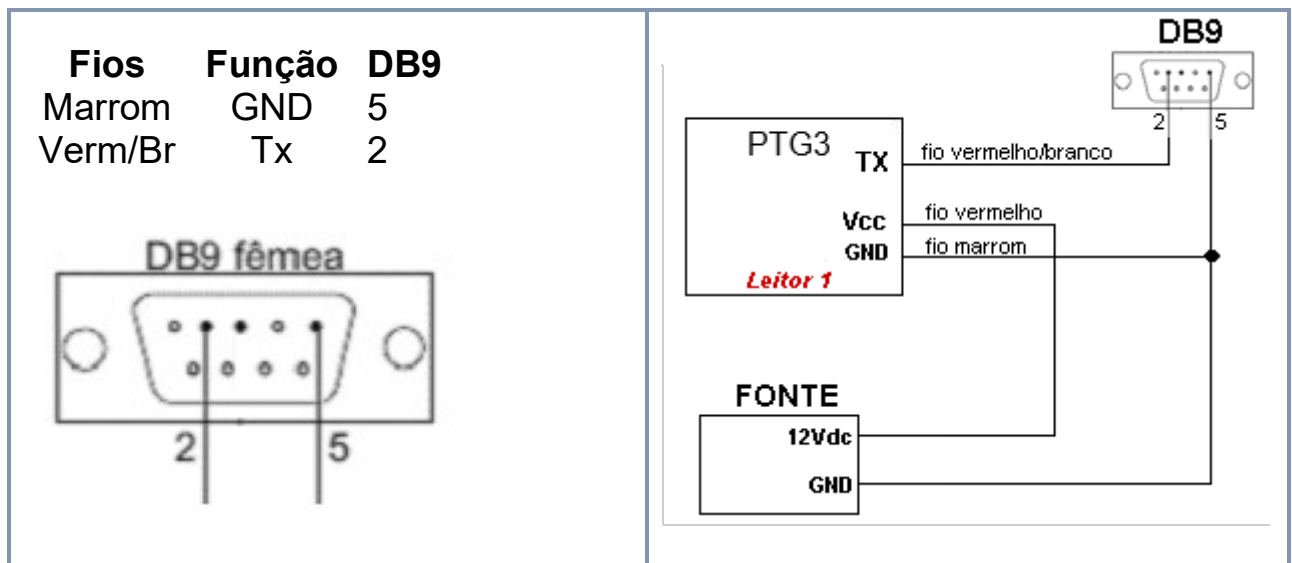 Fios Função DB9
Marrom GND 5
Verm/Br Tx 2
DB9 fêmea
2 5
DB9
2 5
PTG3
TX fio vermelho/branco
Vcc fio vermelho
GND fio marrom
Leitor 1
FONTE
12Vdc
GND